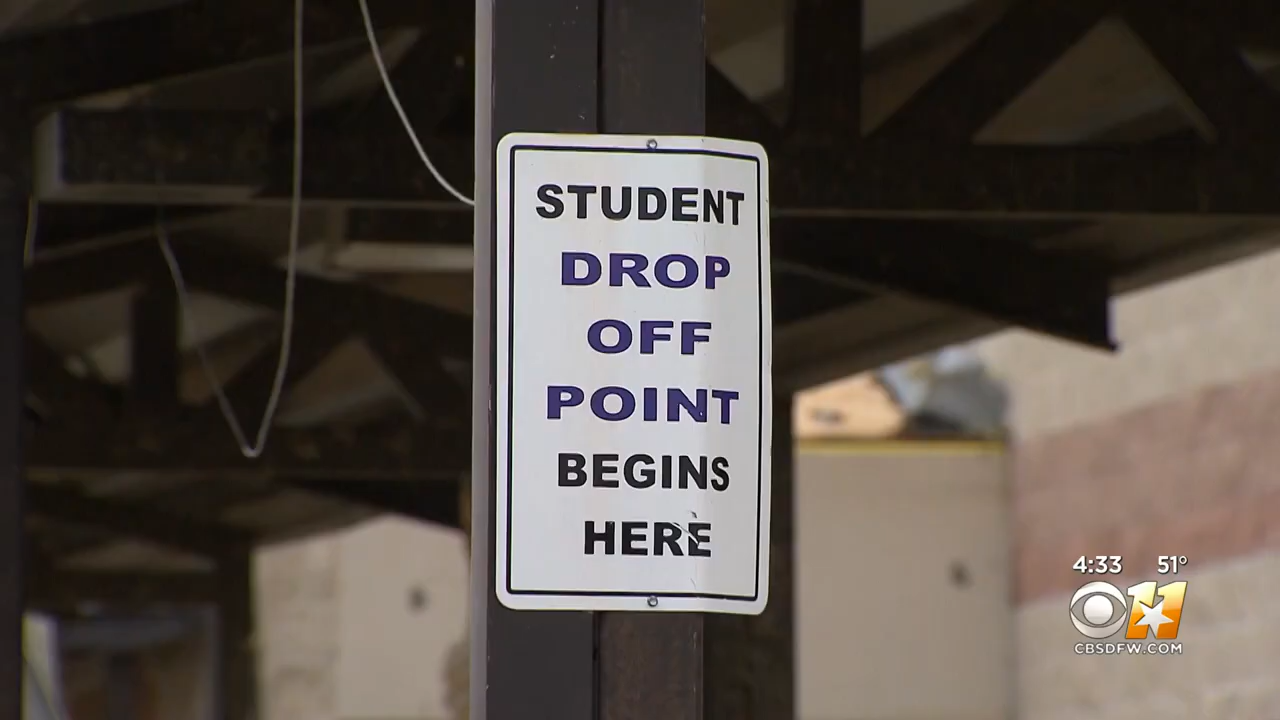 STUDENT
DROP
OFF
POINT
BEGINS
HERE
4:33 51°
CBS 11
CBSDFW.COM